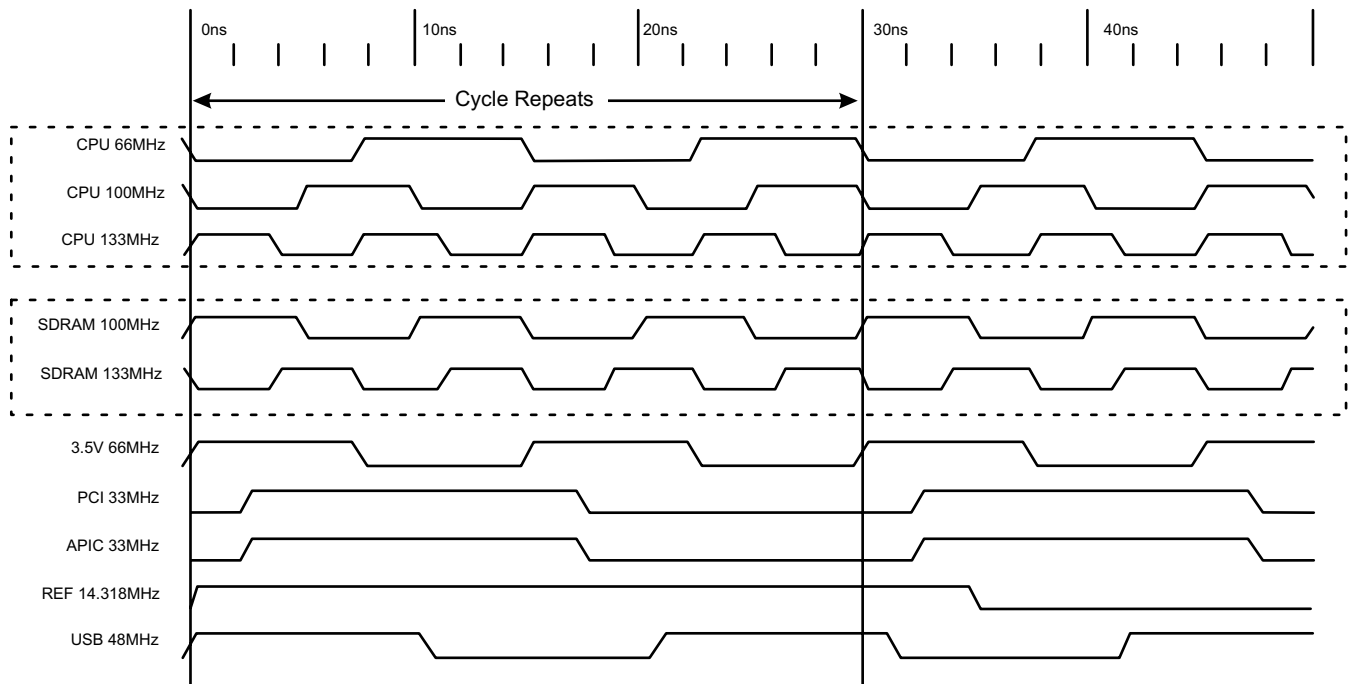 0ns 10ns 20ns 30ns 40ns
Cycle Repeats
CPU 66MHz
CPU 100MHz
CPU 133MHz
SDRAM 100MHz
SDRAM 133MHz
3.5V 66MHz
PCI 33MHz
APIC 33MHz
REF 14.318MHz
USB 48MHz